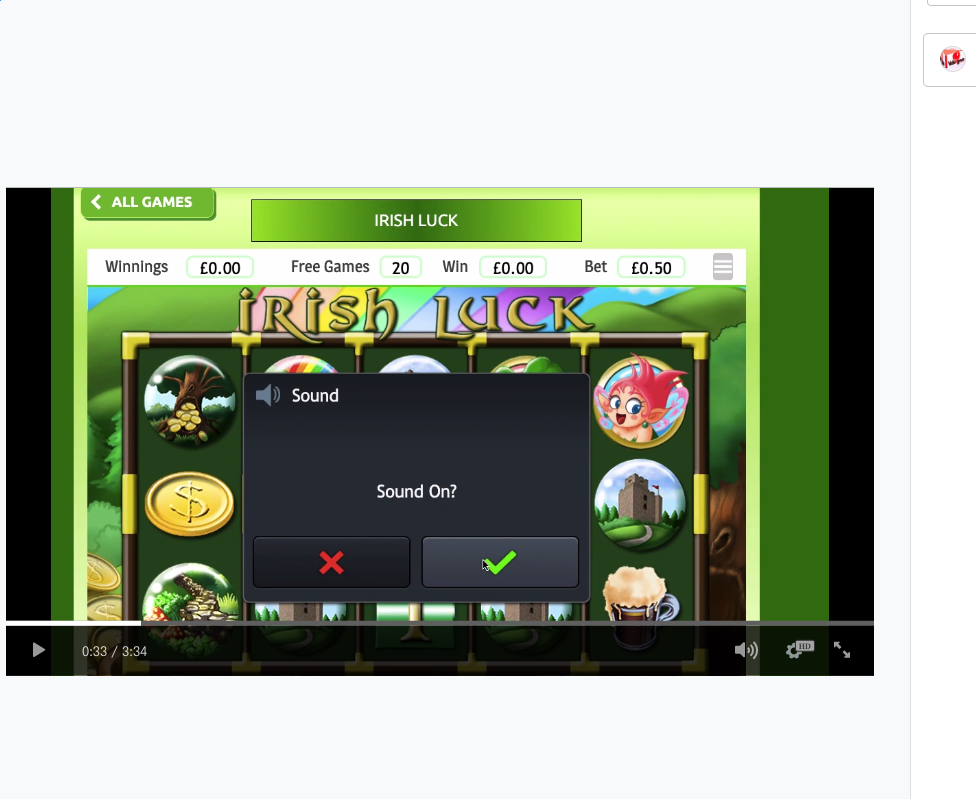 ALL GAMES
IRISH LUCK
Winnings £0.00 Free Games 20 Win £0.00 Bet £0.50
IRISH LUCK
Sound
Sound On?
$
0:33 / 3:34
HD